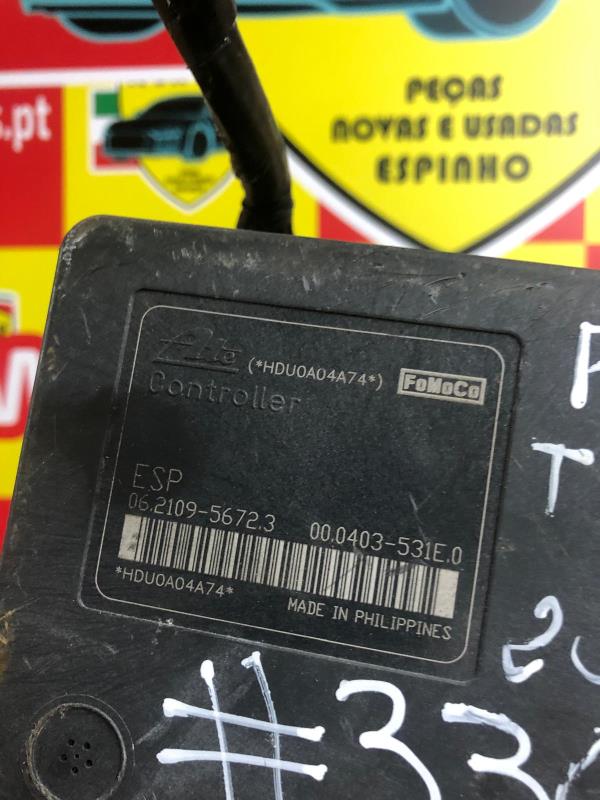 PEÇAS
s.pt
NOVAS E USADAS
ESPINHO
Ate (*HDU0A04A74*) FoMoCo
Controller
ESP
06.2109-5672.3 00.0403-531E.0
*HDU0A04A74*
MADE IN PHILIPPINES
#33